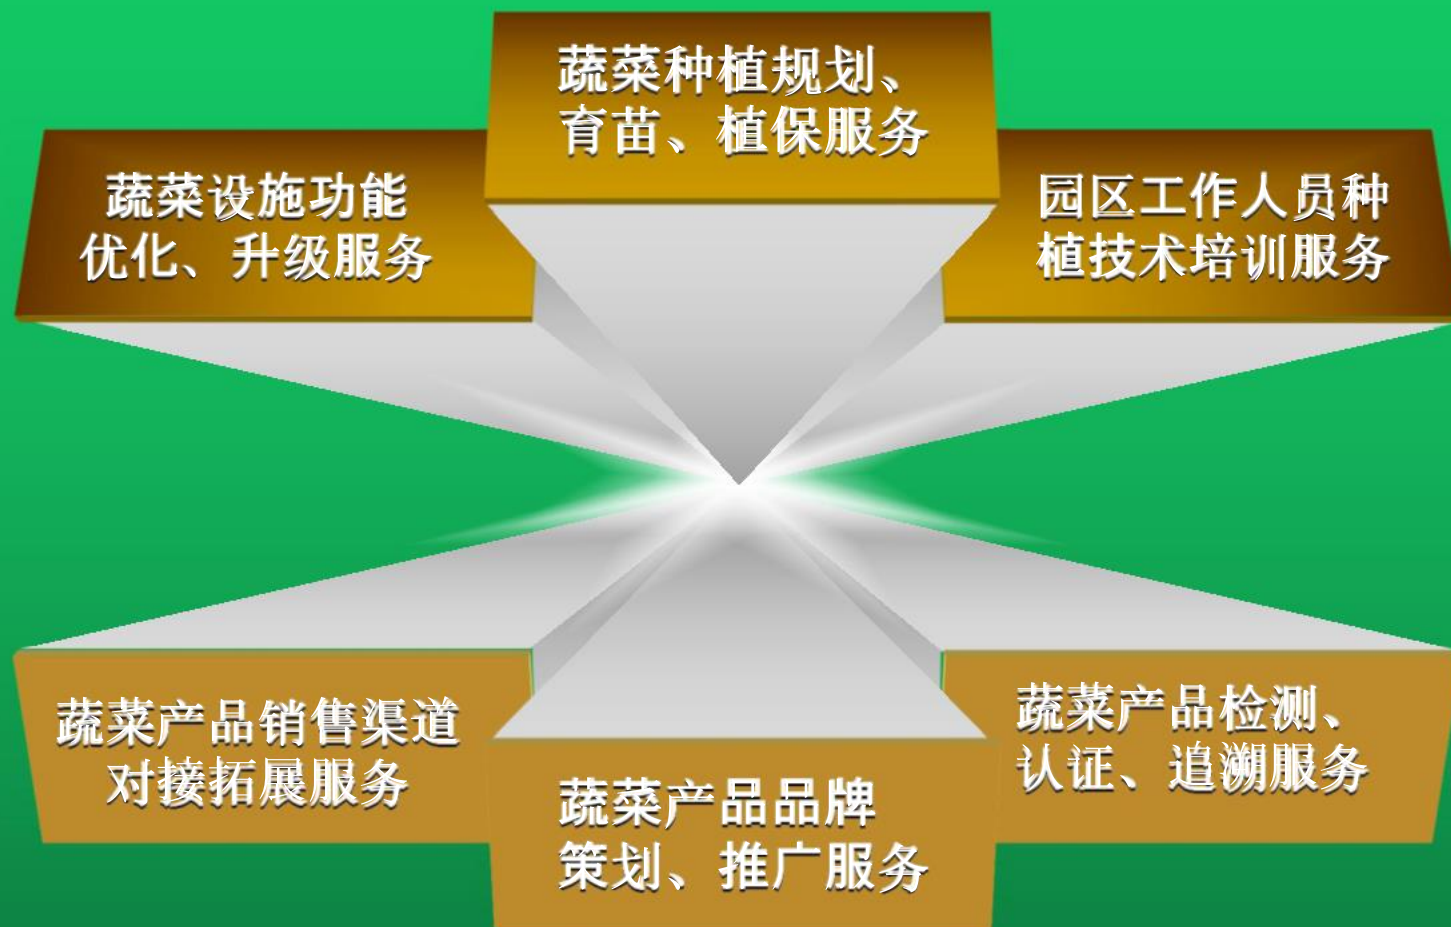 蔬菜种植规划、
育苗、植保服务
蔬菜设施功能
优化、升级服务
园区工作人员种
植技术培训服务
蔬菜产品销售渠道
对接拓展服务
蔬菜产品品牌
策划、推广服务
蔬菜产品检测、
认证、追溯服务